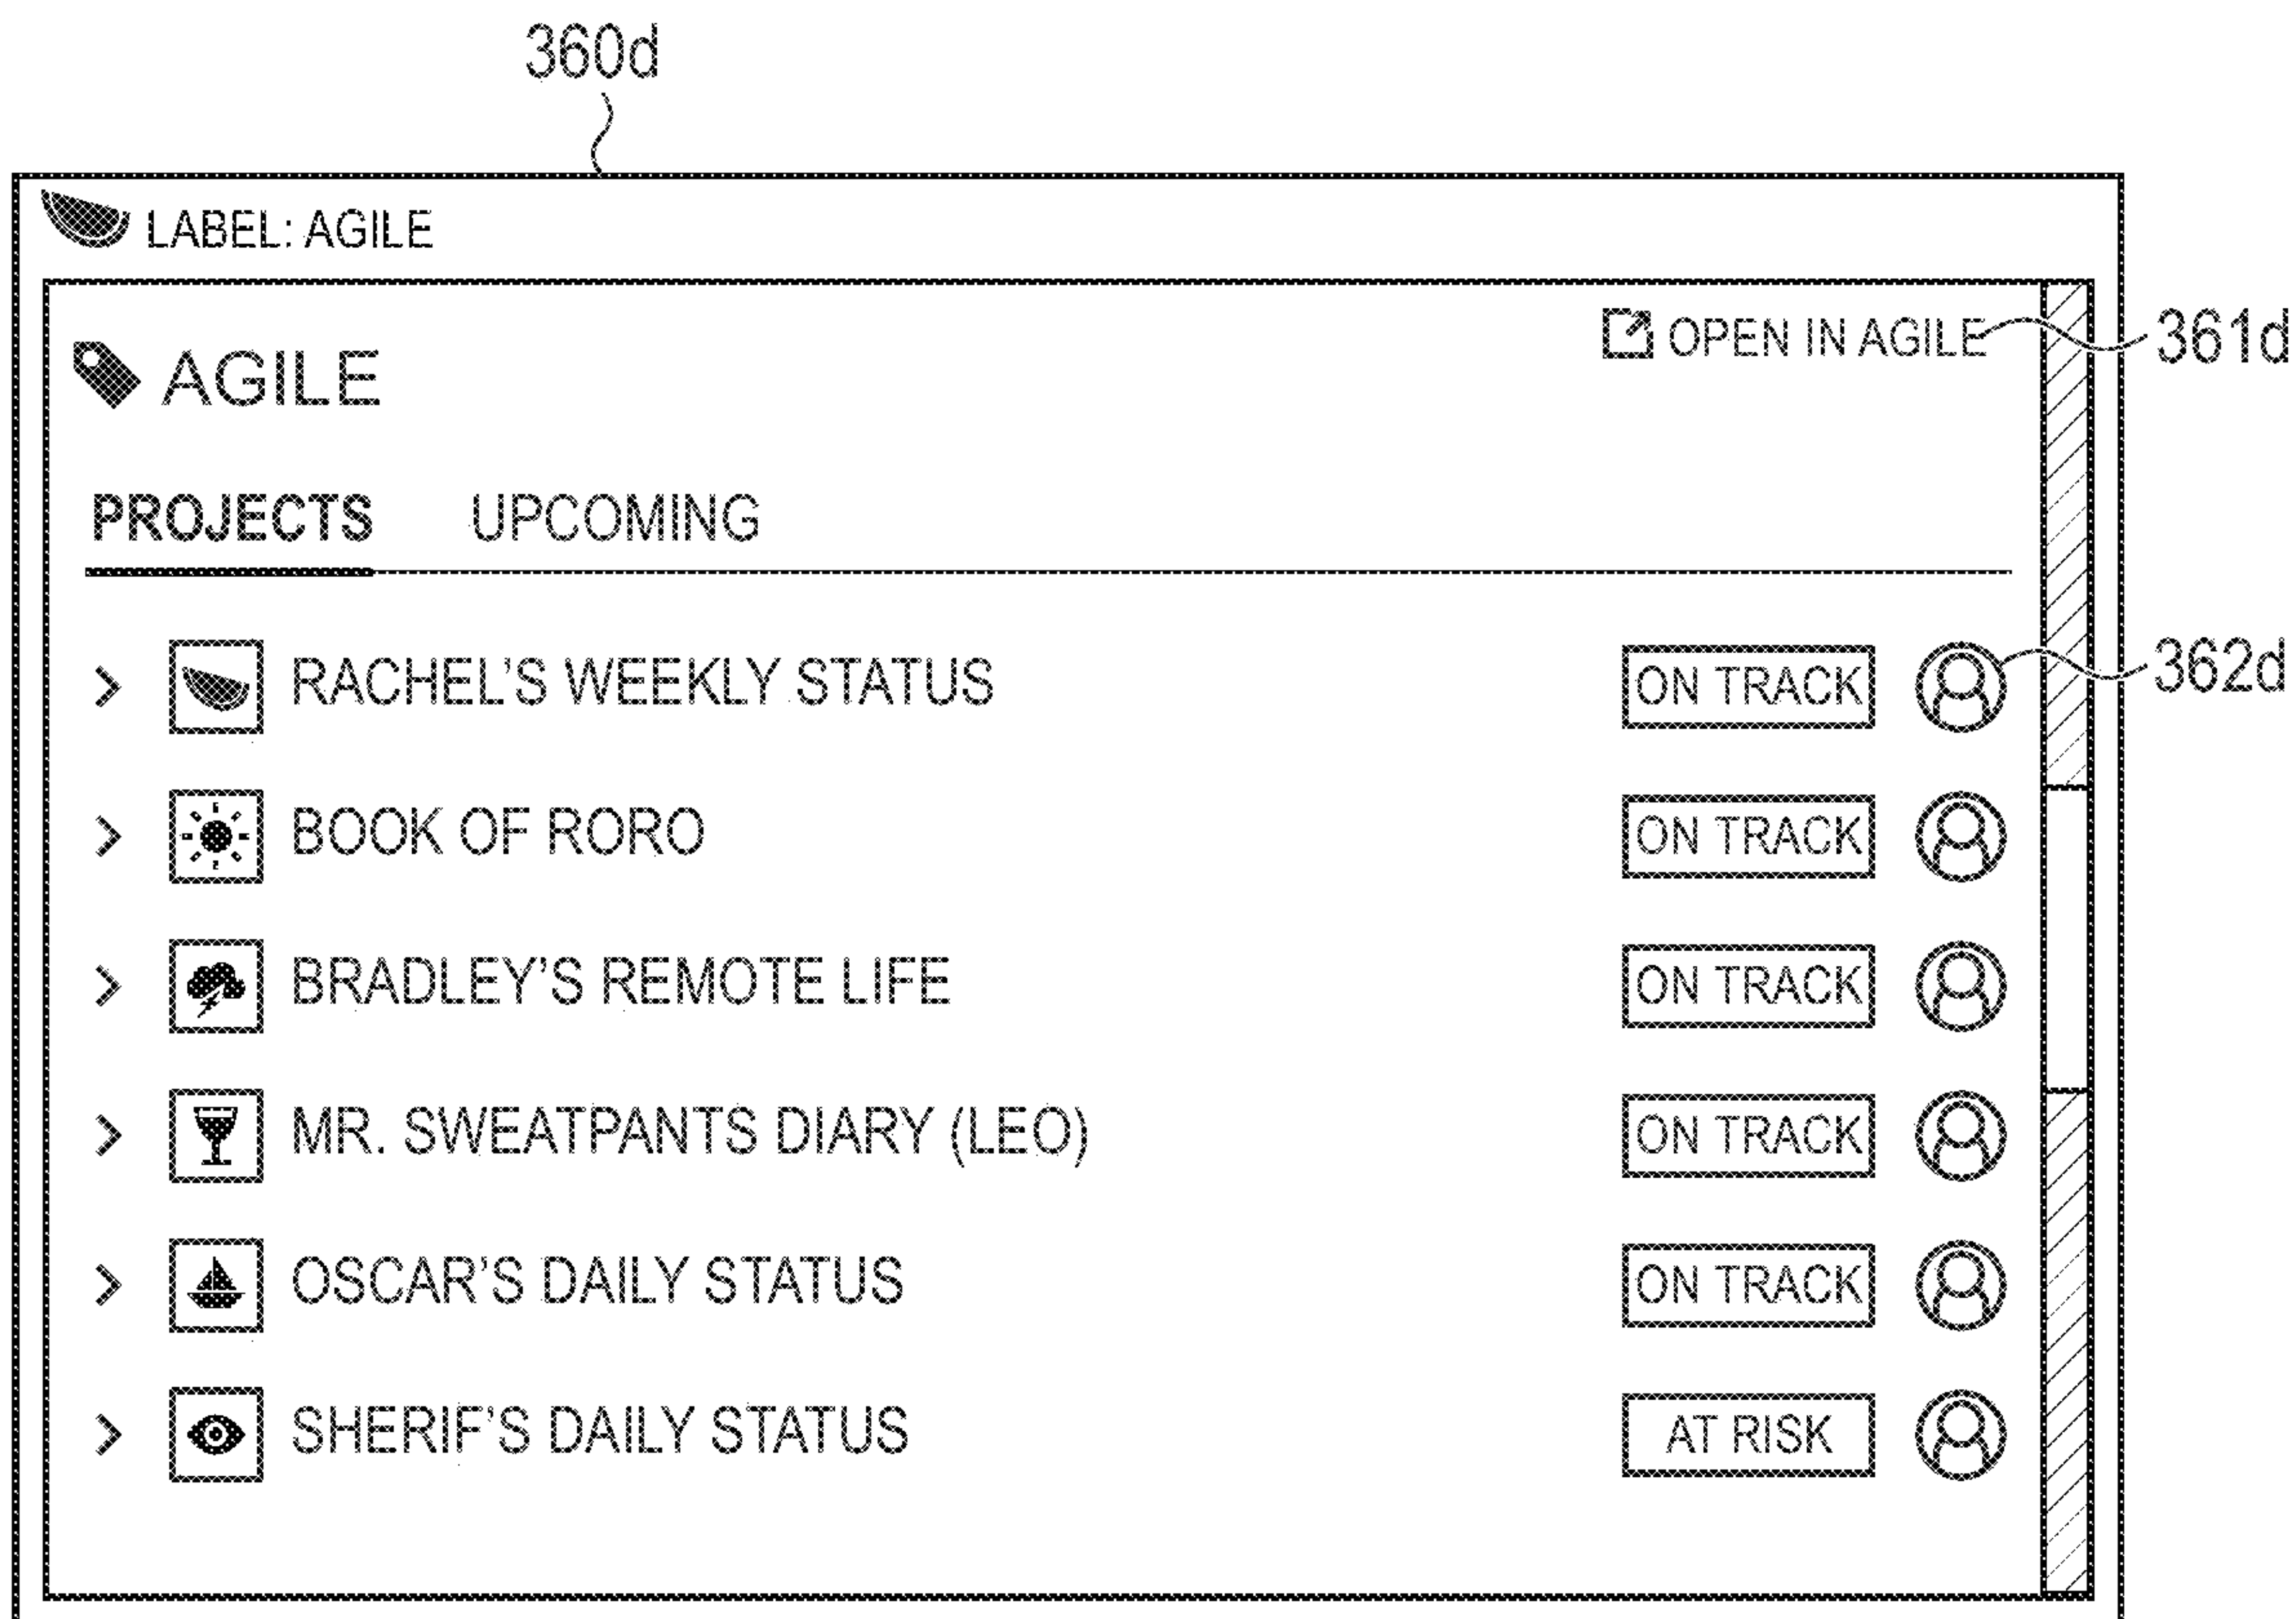 360d
LABEL: AGILE
OPEN IN AGILE 361d
AGILE
PROJECTS UPCOMING
RACHEL'S WEEKLY STATUS ON TRACK 362d
BOOK OF RORO ON TRACK
BRADLEY'S REMOTE LIFE ON TRACK
MR. SWEATPANTS DIARY (LEO) ON TRACK
OSCAR'S DAILY STATUS ON TRACK
SHERIF'S DAILY STATUS AT RISK